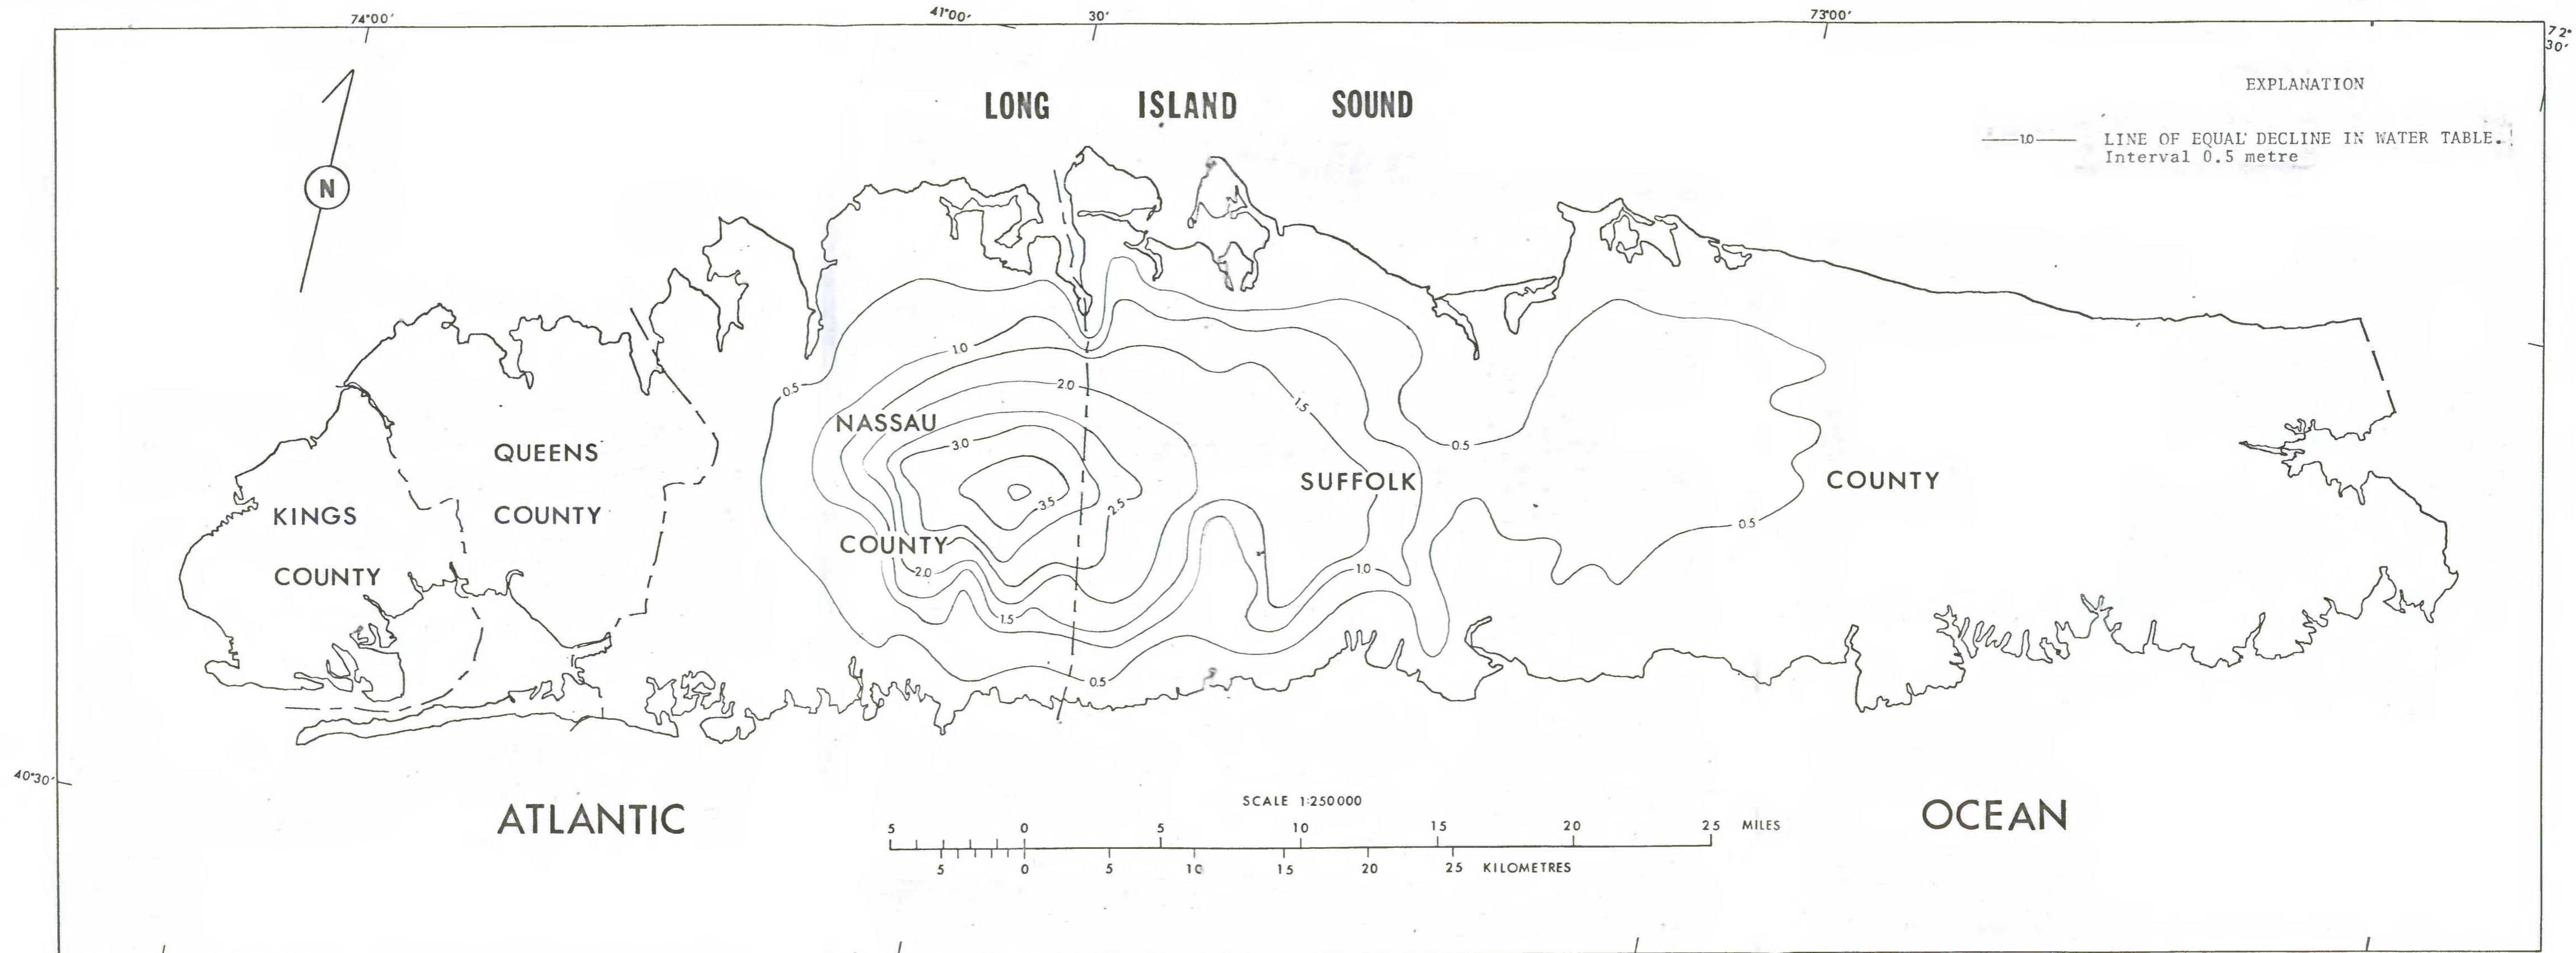 74°00'
41°00'
30'
73°00'
72°
30'
EXPLANATION
LONG ISLAND SOUND
1.0 LINE OF EQUAL DECLINE IN WATER TABLE.
Interval 0.5 metre
N
1.0
0.5
2.0
1.5
NASSAU
3.0
0.5
QUEENS
SUFFOLK
COUNTY
3.5
2.5
KINGS
COUNTY
0.5
COUNTY
2.0
1.0
COUNTY
1.5
0.5
40°30'
SCALE 1:250000
ATLANTIC
OCEAN
5 0 5 10 15 20 25 MILES
5 0 5 10 15 20 25 KILOMETRES